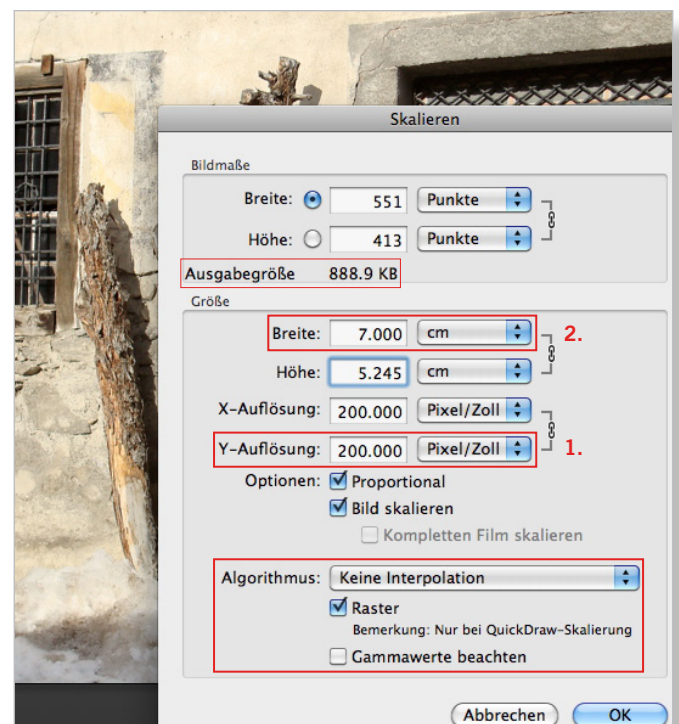 Skalieren
Bildmaße
Breite: 551 Punkte
Höhe: 413 Punkte
Ausgabegröße 888.9 KB
Größe
Breite: 7.000 cm 2.
Höhe: 5.245 cm
X-Auflösung: 200.000 Pixel/Zoll
Y-Auflösung: 200.000 Pixel/Zoll 1.
Optionen: Proportional
Bild skalieren
Kompletten Film skalieren
Algorithmus: Keine Interpolation
Raster
Bemerkung: Nur bei QuickDraw-Skalierung
Gammawerte beachten
Abbrechen OK